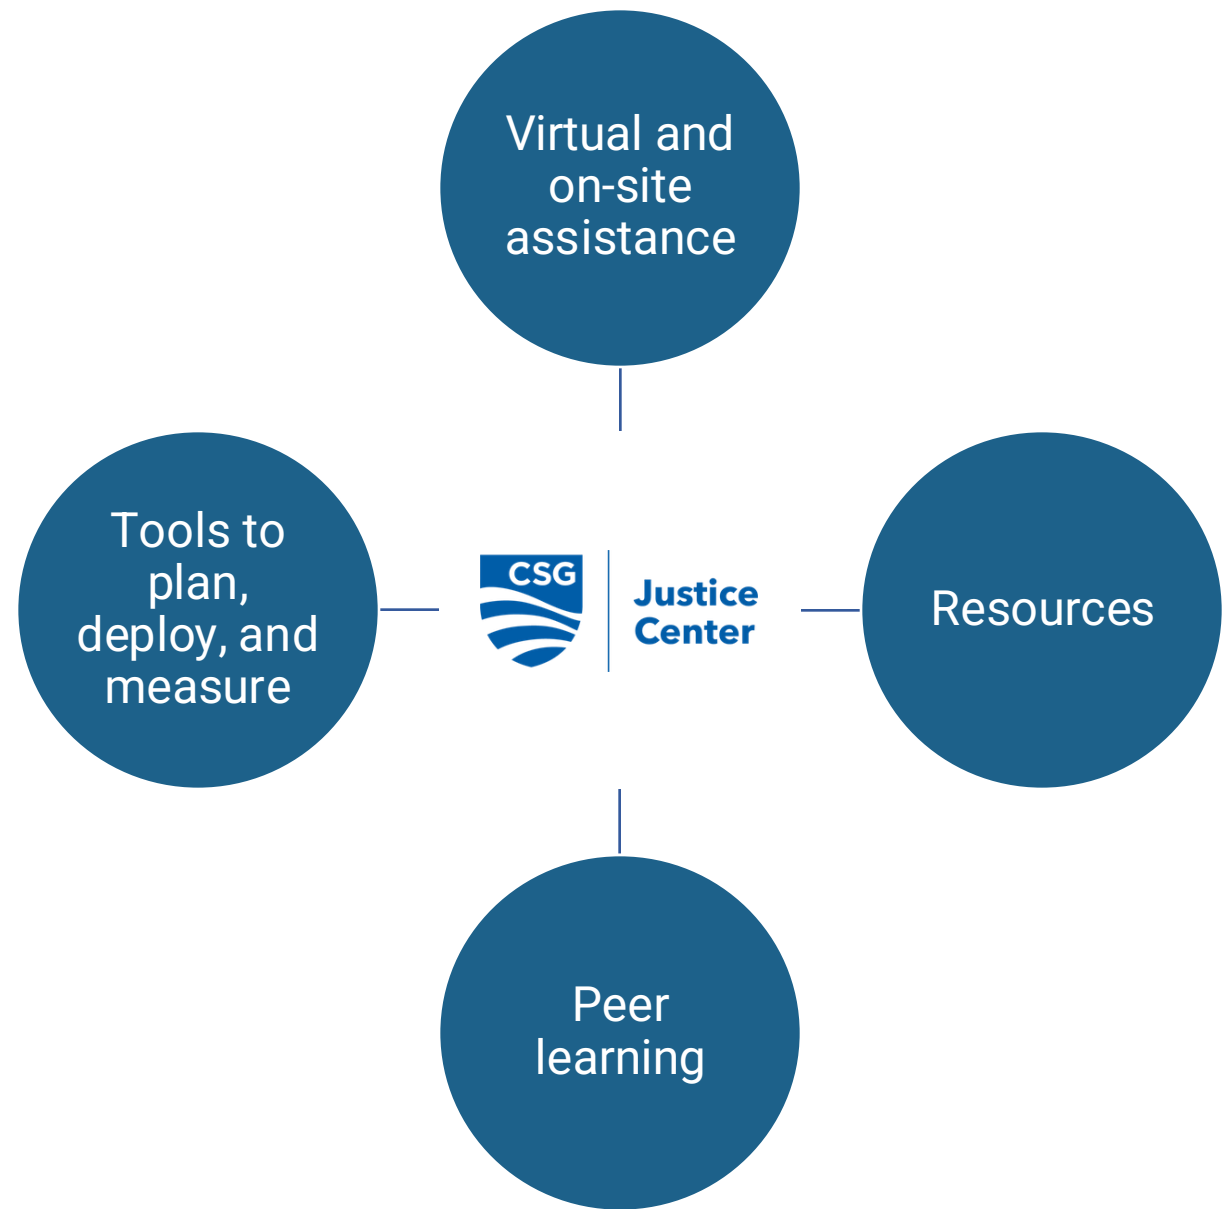 Virtual and
on-site
assistance
Tools to
plan,
deploy, and
measure
CSG
Justice
Center
Resources
Peer
learning